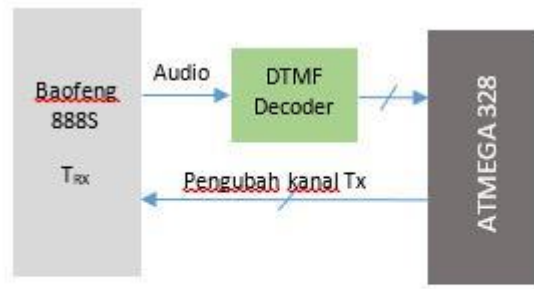 Baofeng
888S
TRX
Audio
DTMF
Decoder
Pengubah kanal Tx
ATMEGA 328